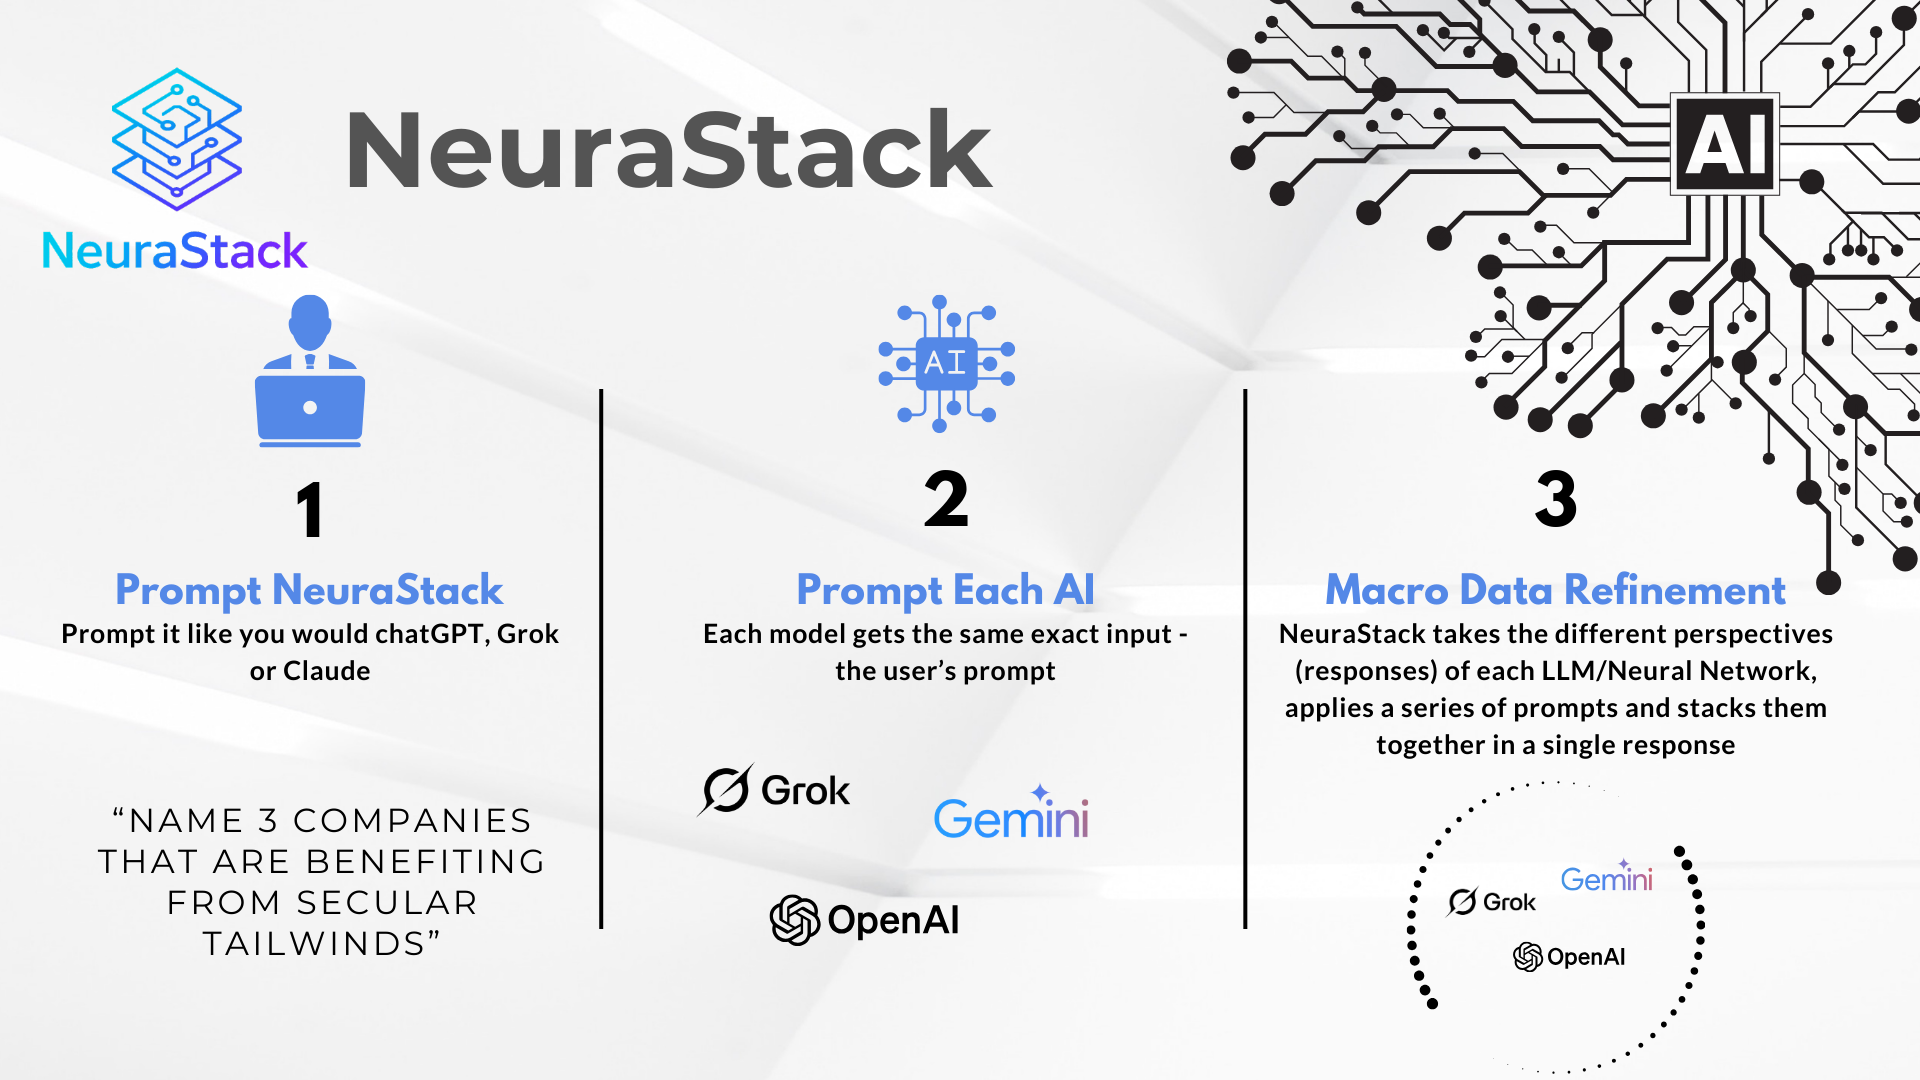 NeuraStack
NeuraStack
AI
AI
1
Prompt NeuraStack
Prompt it like you would chatGPT, Grok
or Claude
“NAME 3 COMPANIES
THAT ARE BENEFITING
FROM SECULAR
TAILWINDS”
2
Prompt Each AI
Each model gets the same exact input -
the user’s prompt
Grok
Gemini
OpenAI
3
Macro Data Refinement
NeuraStack takes the different perspectives
(responses) of each LLM/Neural Network,
applies a series of prompts and stacks them
together in a single response
Gemini
Grok
OpenAI